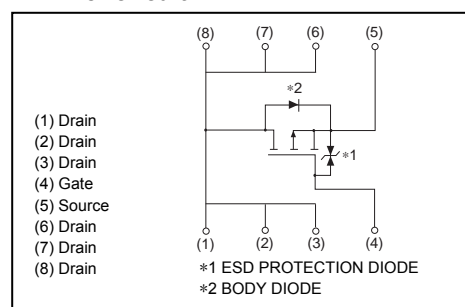 (8) (7) (6) (5)
∗2
(1) Drain
(2) Drain
(3) Drain
(4) Gate
(5) Source
(6) Drain
(7) Drain
(8) Drain
∗1
(1) (2) (3) (4)
∗1 ESD PROTECTION DIODE
∗2 BODY DIODE